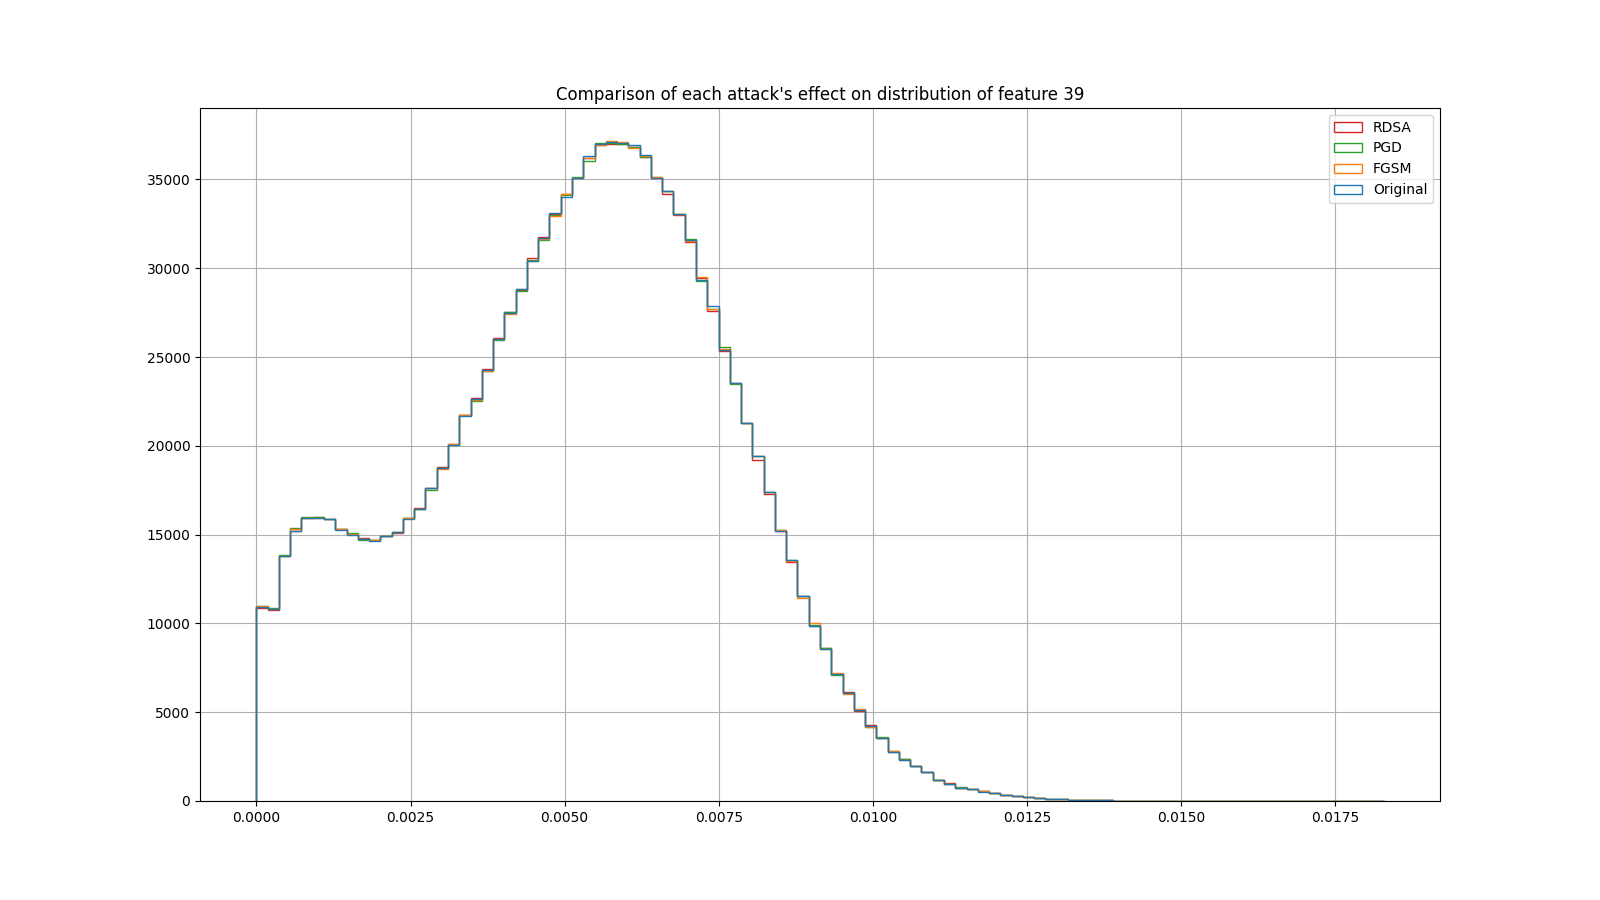 Comparison of each attack's effect on distribution of feature 39
RDSA
PGD
FGSM
Original
35000
30000
25000
20000
15000
10000
5000
0
0.0000 0.0025 0.0050 0.0075 0.0100 0.0125 0.0150 0.0175